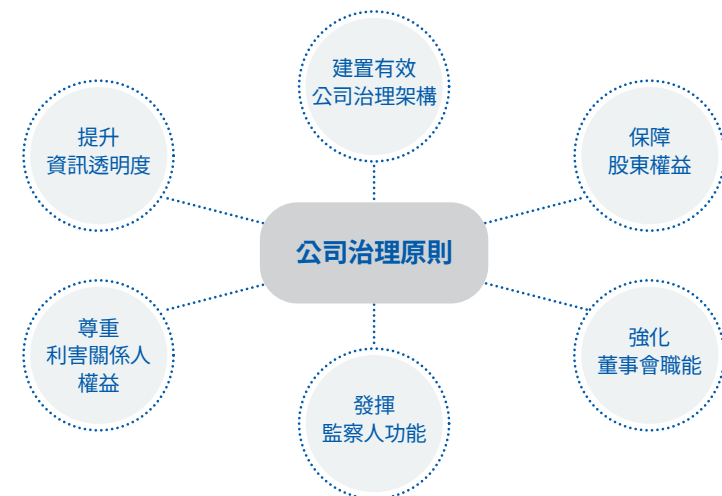 建置有效
公司治理架構
提升
資訊透明度
保障
股東權益
公司治理原則
尊重
利害關係人
權益
強化
董事會職能
發揮
監察人功能